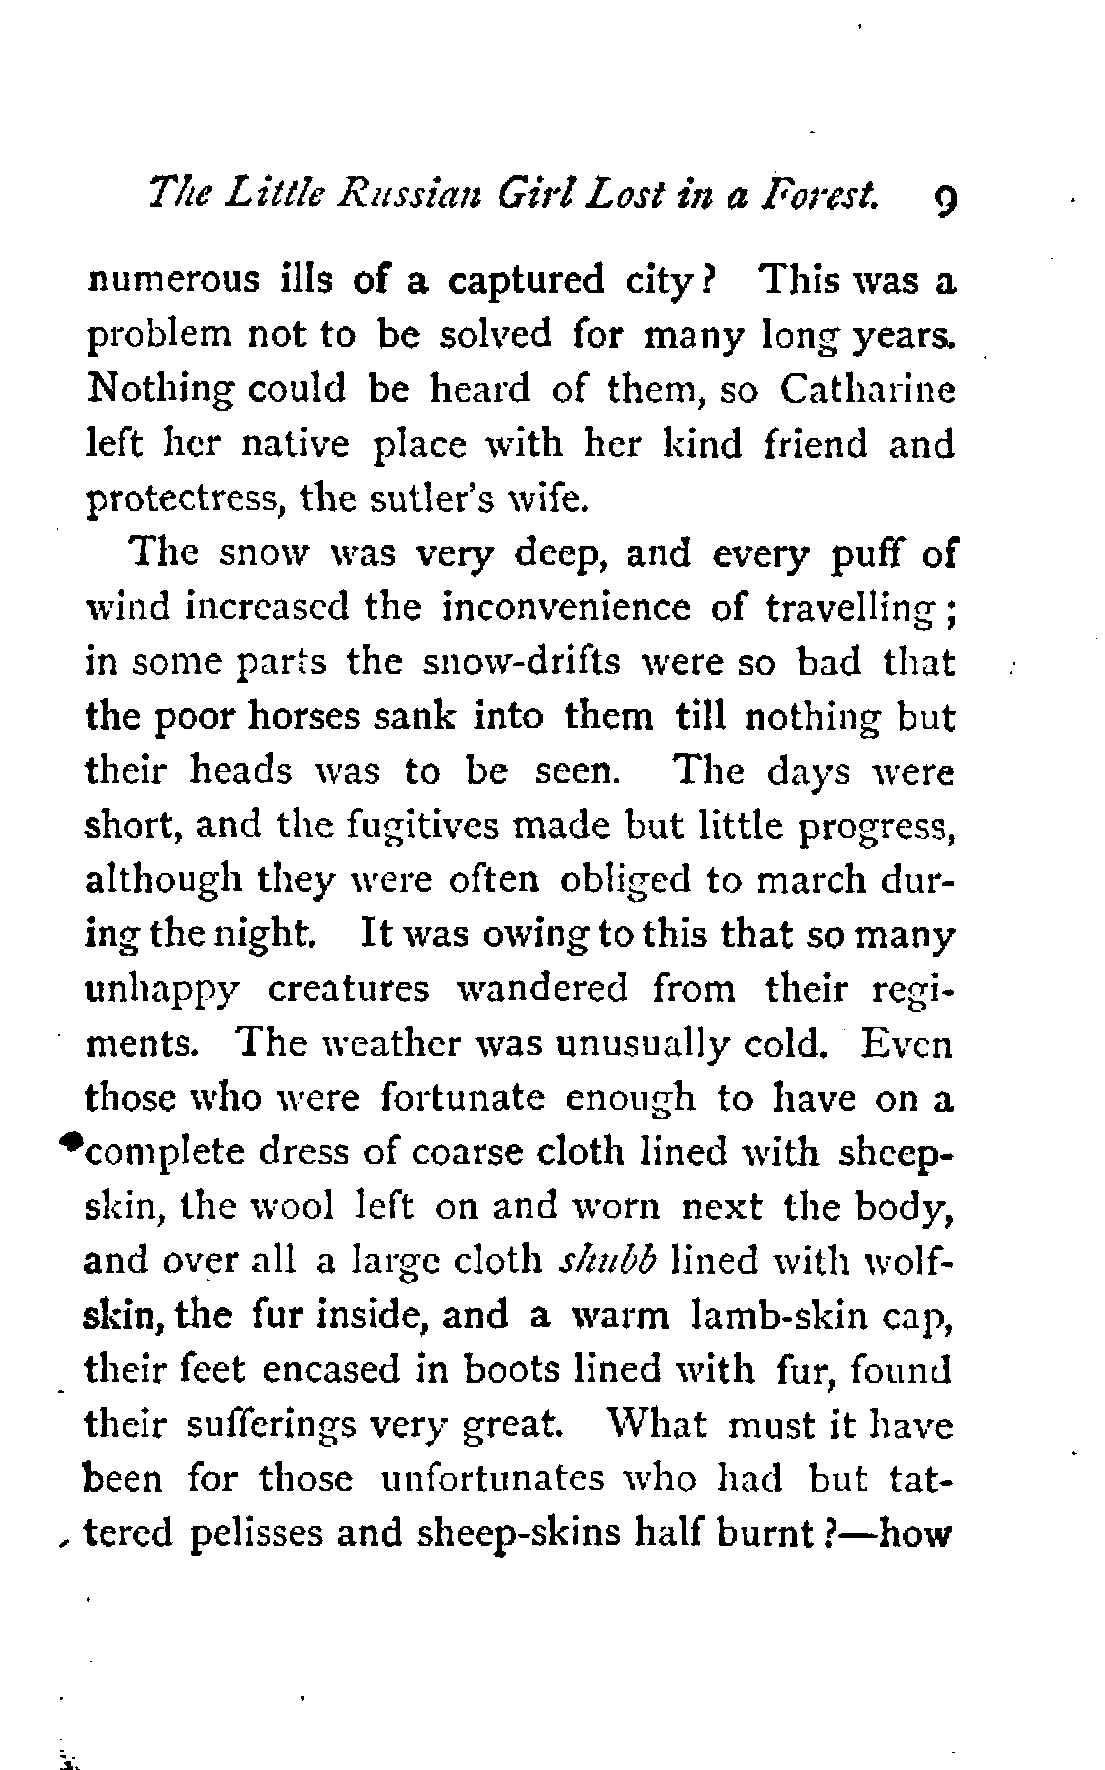 The Little Russian Girl Lost in a Forest. 9
numerous ills of a captured city? This was a
problem not to be solved for many long years.
Nothing could be heard of them, so Catharine
left her native place with her kind friend and
protectress, the sutler's wife.
The snow was very deep, and every puff of
wind increased the inconvenience of travelling;
in some parts the snow-drifts were so bad that
the poor horses sank into them till nothing but
their heads was to be seen. The days were
short, and the fugitives made but little progress,
although they were often obliged to march dur-
ing the night. It was owing to this that so many
unhappy creatures wandered from their regi-
ments. The weather was unusually cold. Even
those who were fortunate enough to have on a
complete dress of coarse cloth lined with sheep-
skin, the wool left on and worn next the body,
and over all a large cloth shubb lined with wolf-
skin, the fur inside, and a warm lamb-skin cap,
their feet encased in boots lined with fur, found
their sufferings very great. What must it have
been for those unfortunates who had but tat-
tered pelisses and sheep-skins half burnt?—how